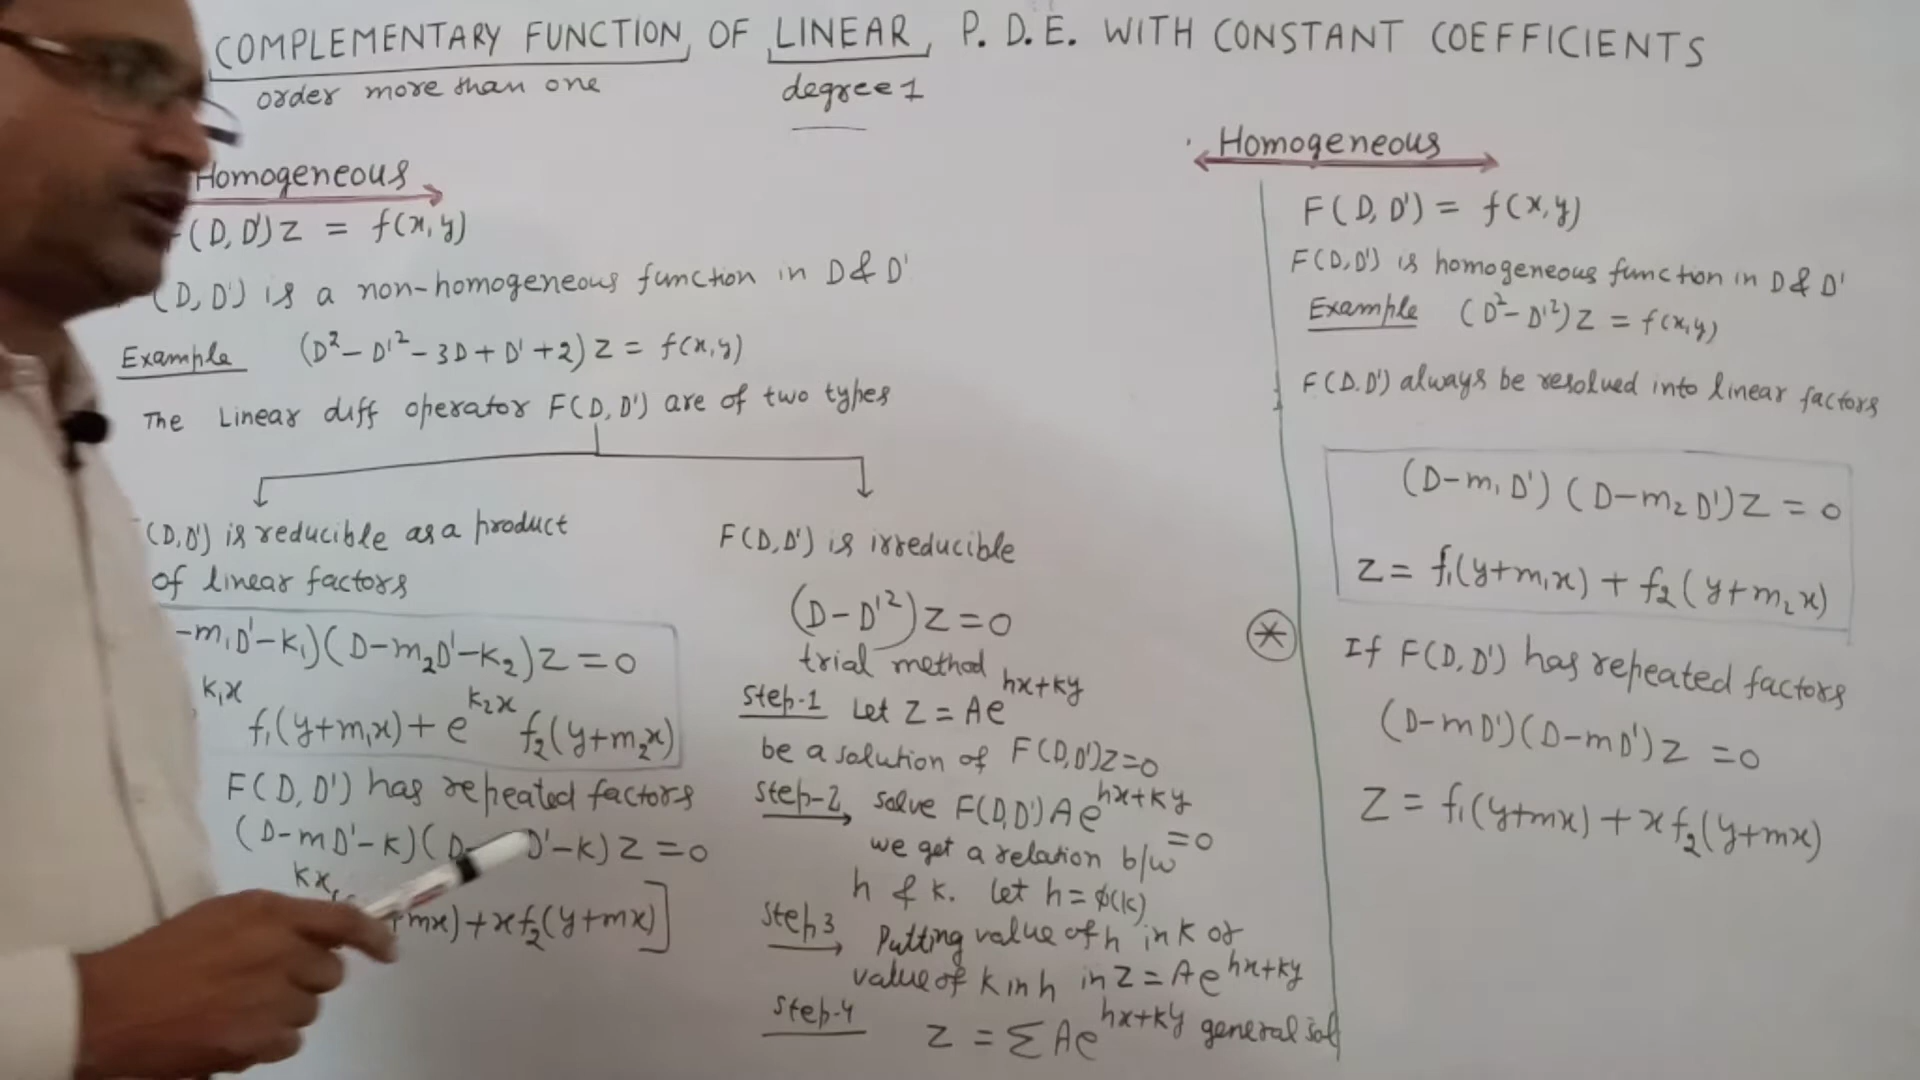 COMPLEMENTARY FUNCTION OF LINEAR P. D. E. WITH CONSTANT COEFFICIENTS
order more than one
degree 1
Homogeneous
(D, D')Z = f(x,y)
(D, D') is a non-homogeneous function in D & D'
Example (D² - D'² - 3D + D' + 2) Z = f(x,y)
The Linear diff operator F(D, D') are of two types
(D,D') is reducible as a product
of linear factors
-m₁D'-k₁)(D-m₂D'-k₂)Z = 0
k₁x f₁(y+m₁x) + e^{k₂x} f₂(y+m₂x)
F(D, D') has repeated factors
(D-mD'-k)(D- D'-k) Z = 0
kx +mx) + xf₂(y+mx)]
F(D,D') is irreducible
(D-D'²)Z = 0
trial method
Step-1 Let Z = Ae^{hx+ky}
be a solution of F(D,D')Z=0
Step-2 solve F(D,D')Ae^{hx+ky} = 0
we get a relation b/w
h & k. Let h = ϕ(k)
Step 3 Putting value of h in k or
value of k in h in Z = Ae^{hx+ky}
Step-4 Z = ΣAe^{hx+ky} general sol
Homogeneous
F(D, D') = f(x,y)
F(D,D') is homogeneous function in D & D'
Example (D²-D'²)Z = f(x,y)
F(D.D') always be resolued into linear factors
(D-m₁D')(D-m₂D')Z = 0
Z = f₁(y+m₁x) + f₂(y+m₂x)
* If F(D,D') has repeated factors
(D-mD')(D-mD')Z = 0
Z = f₁(y+mx) + xf₂(y+mx)